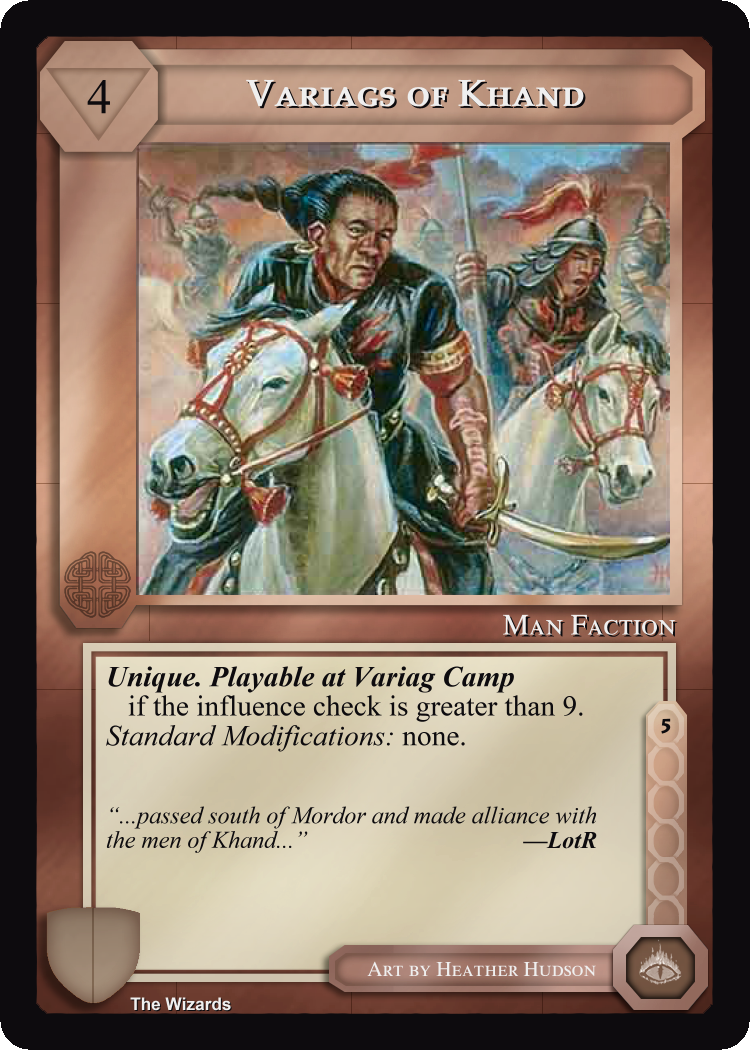 4
VARIAGS OF KHAND
MAN FACTION
Unique. Playable at Variag Camp
if the influence check is greater than 9.
Standard Modifications: none.
5
“...passed south of Mordor and made alliance with
the men of Khand...” —LotR
ART BY HEATHER HUDSON
The Wizards